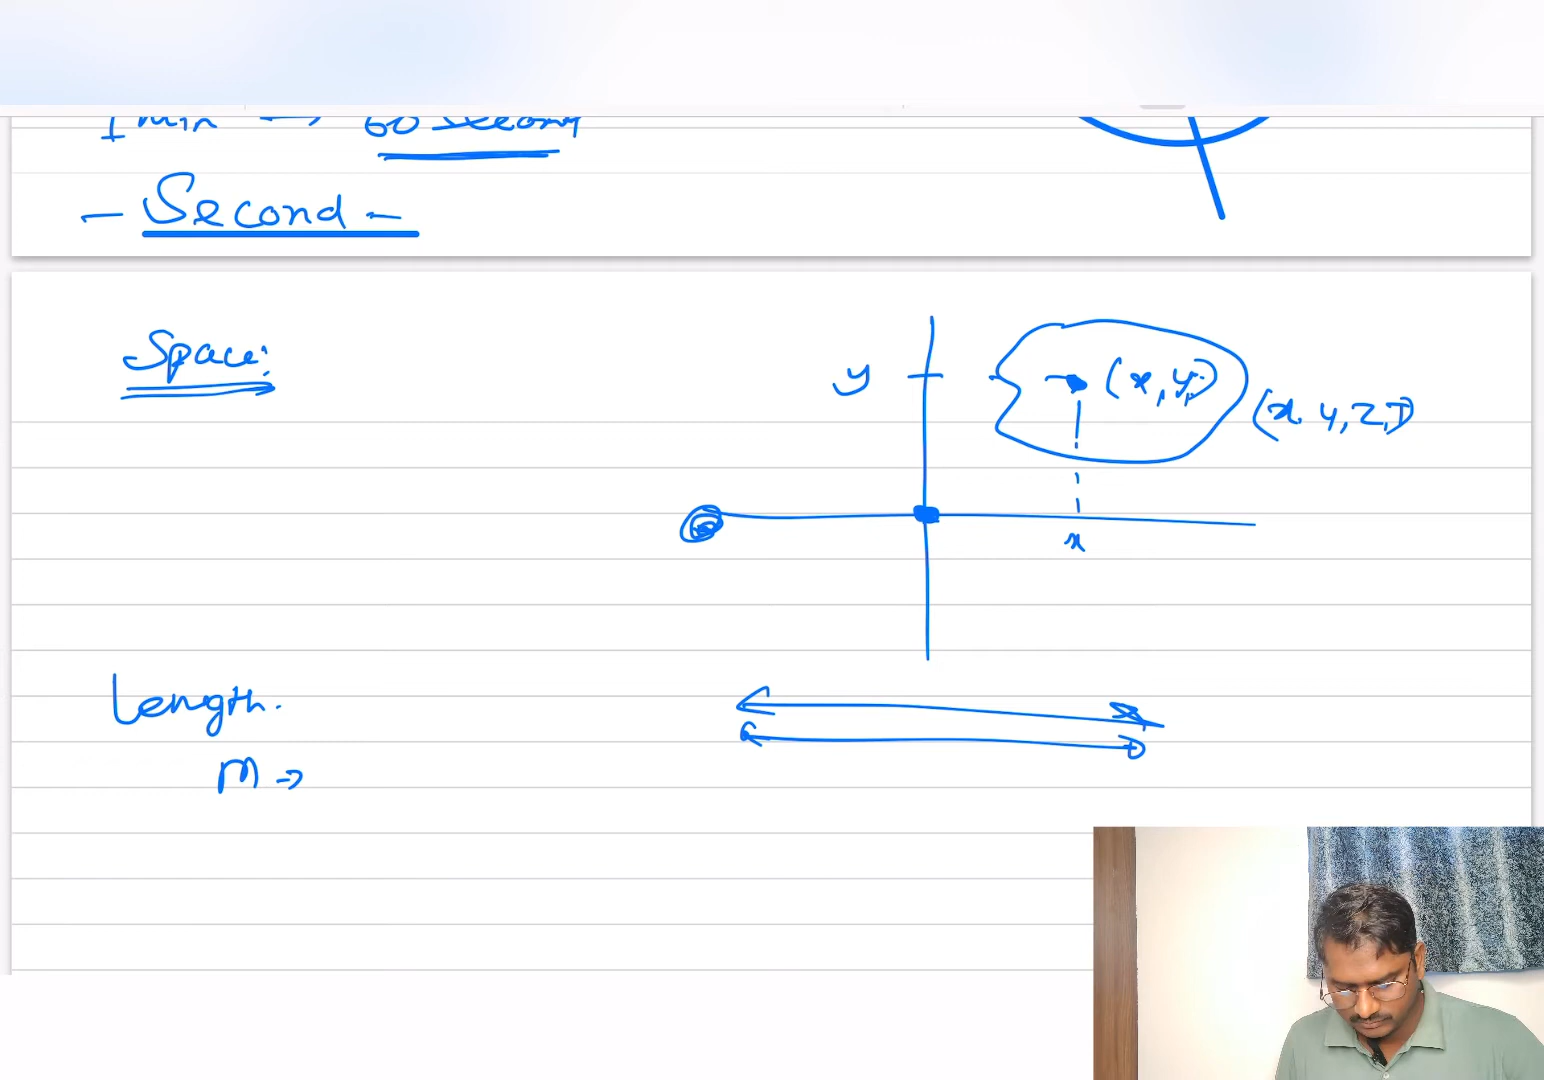 1 min → 60 second
- Second -
Space:
y
(x, y)
(x, y, z)
x
Length.
m →